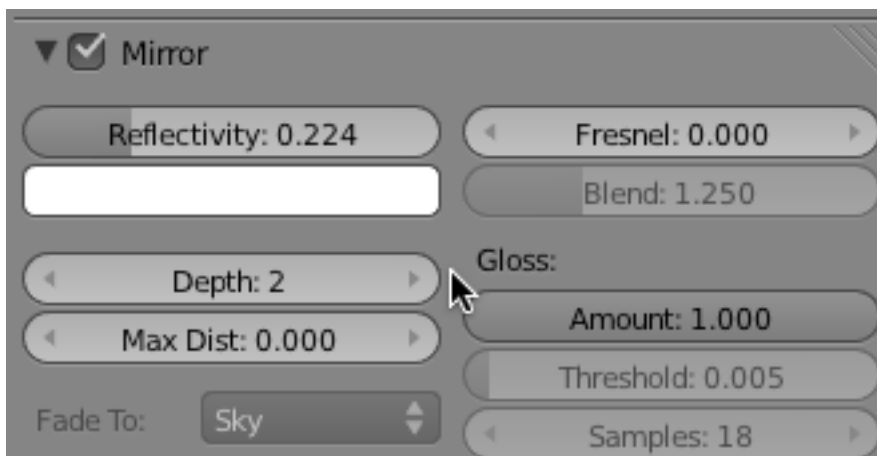 Mirror
Reflectivity: 0.224
Fresnel: 0.000
Blend: 1.250
Depth: 2
Max Dist: 0.000
Fade To: Sky
Gloss:
Amount: 1.000
Threshold: 0.005
Samples: 18